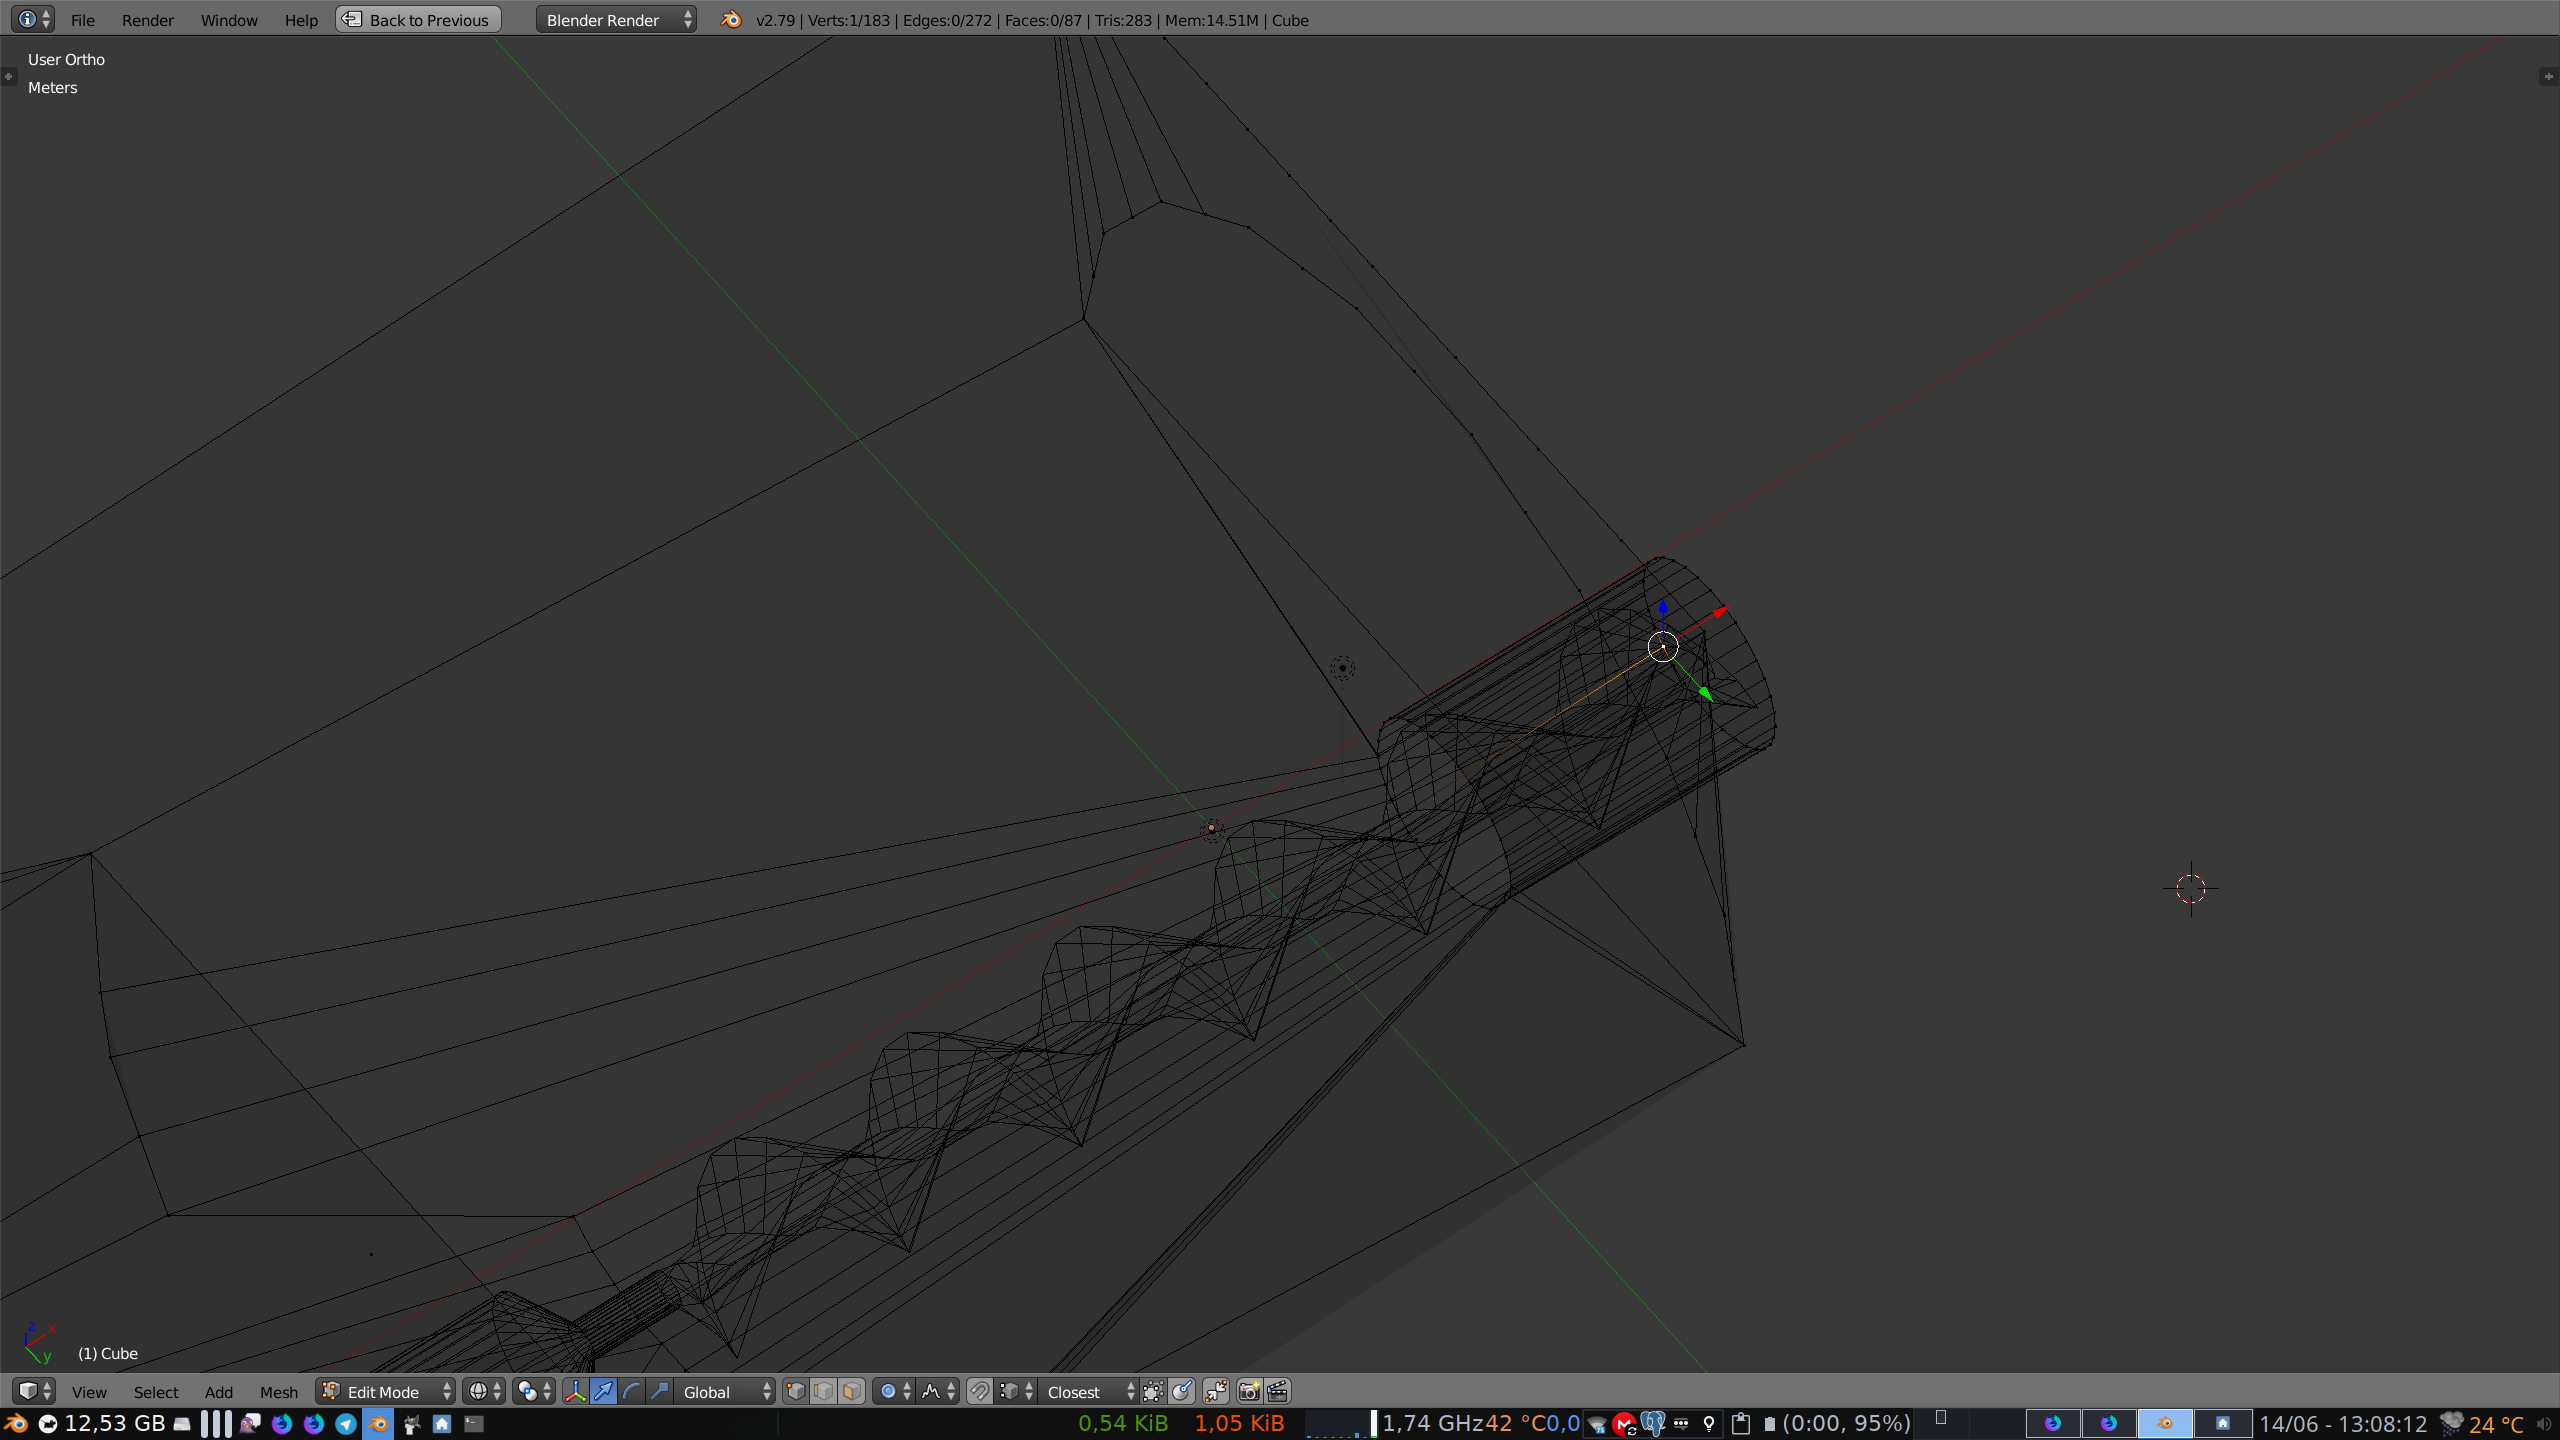 File Render Window Help Back to Previous Blender Render v2.79 | Verts:1/183 | Edges:0/272 | Faces:0/87 | Tris:283 | Mem:14.51M | Cube
User Ortho
Meters
z x
y
(1) Cube
View Select Add Mesh Edit Mode Global Closest
12,53 GB 0,54 KiB 1,05 KiB 1,74 GHz 42 °C 0,0 (0:00, 95%) 14/06 - 13:08:12 24 °C